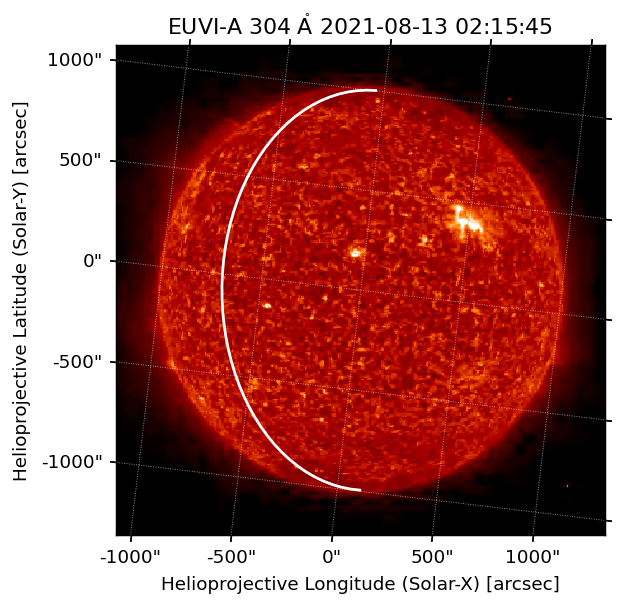 EUVI-A 304 Å 2021-08-13 02:15:45
1000"
500"
0"
-500"
-1000"
Helioprojective Latitude (Solar-Y) [arcsec]
-1000" -500" 0" 500" 1000"
Helioprojective Longitude (Solar-X) [arcsec]